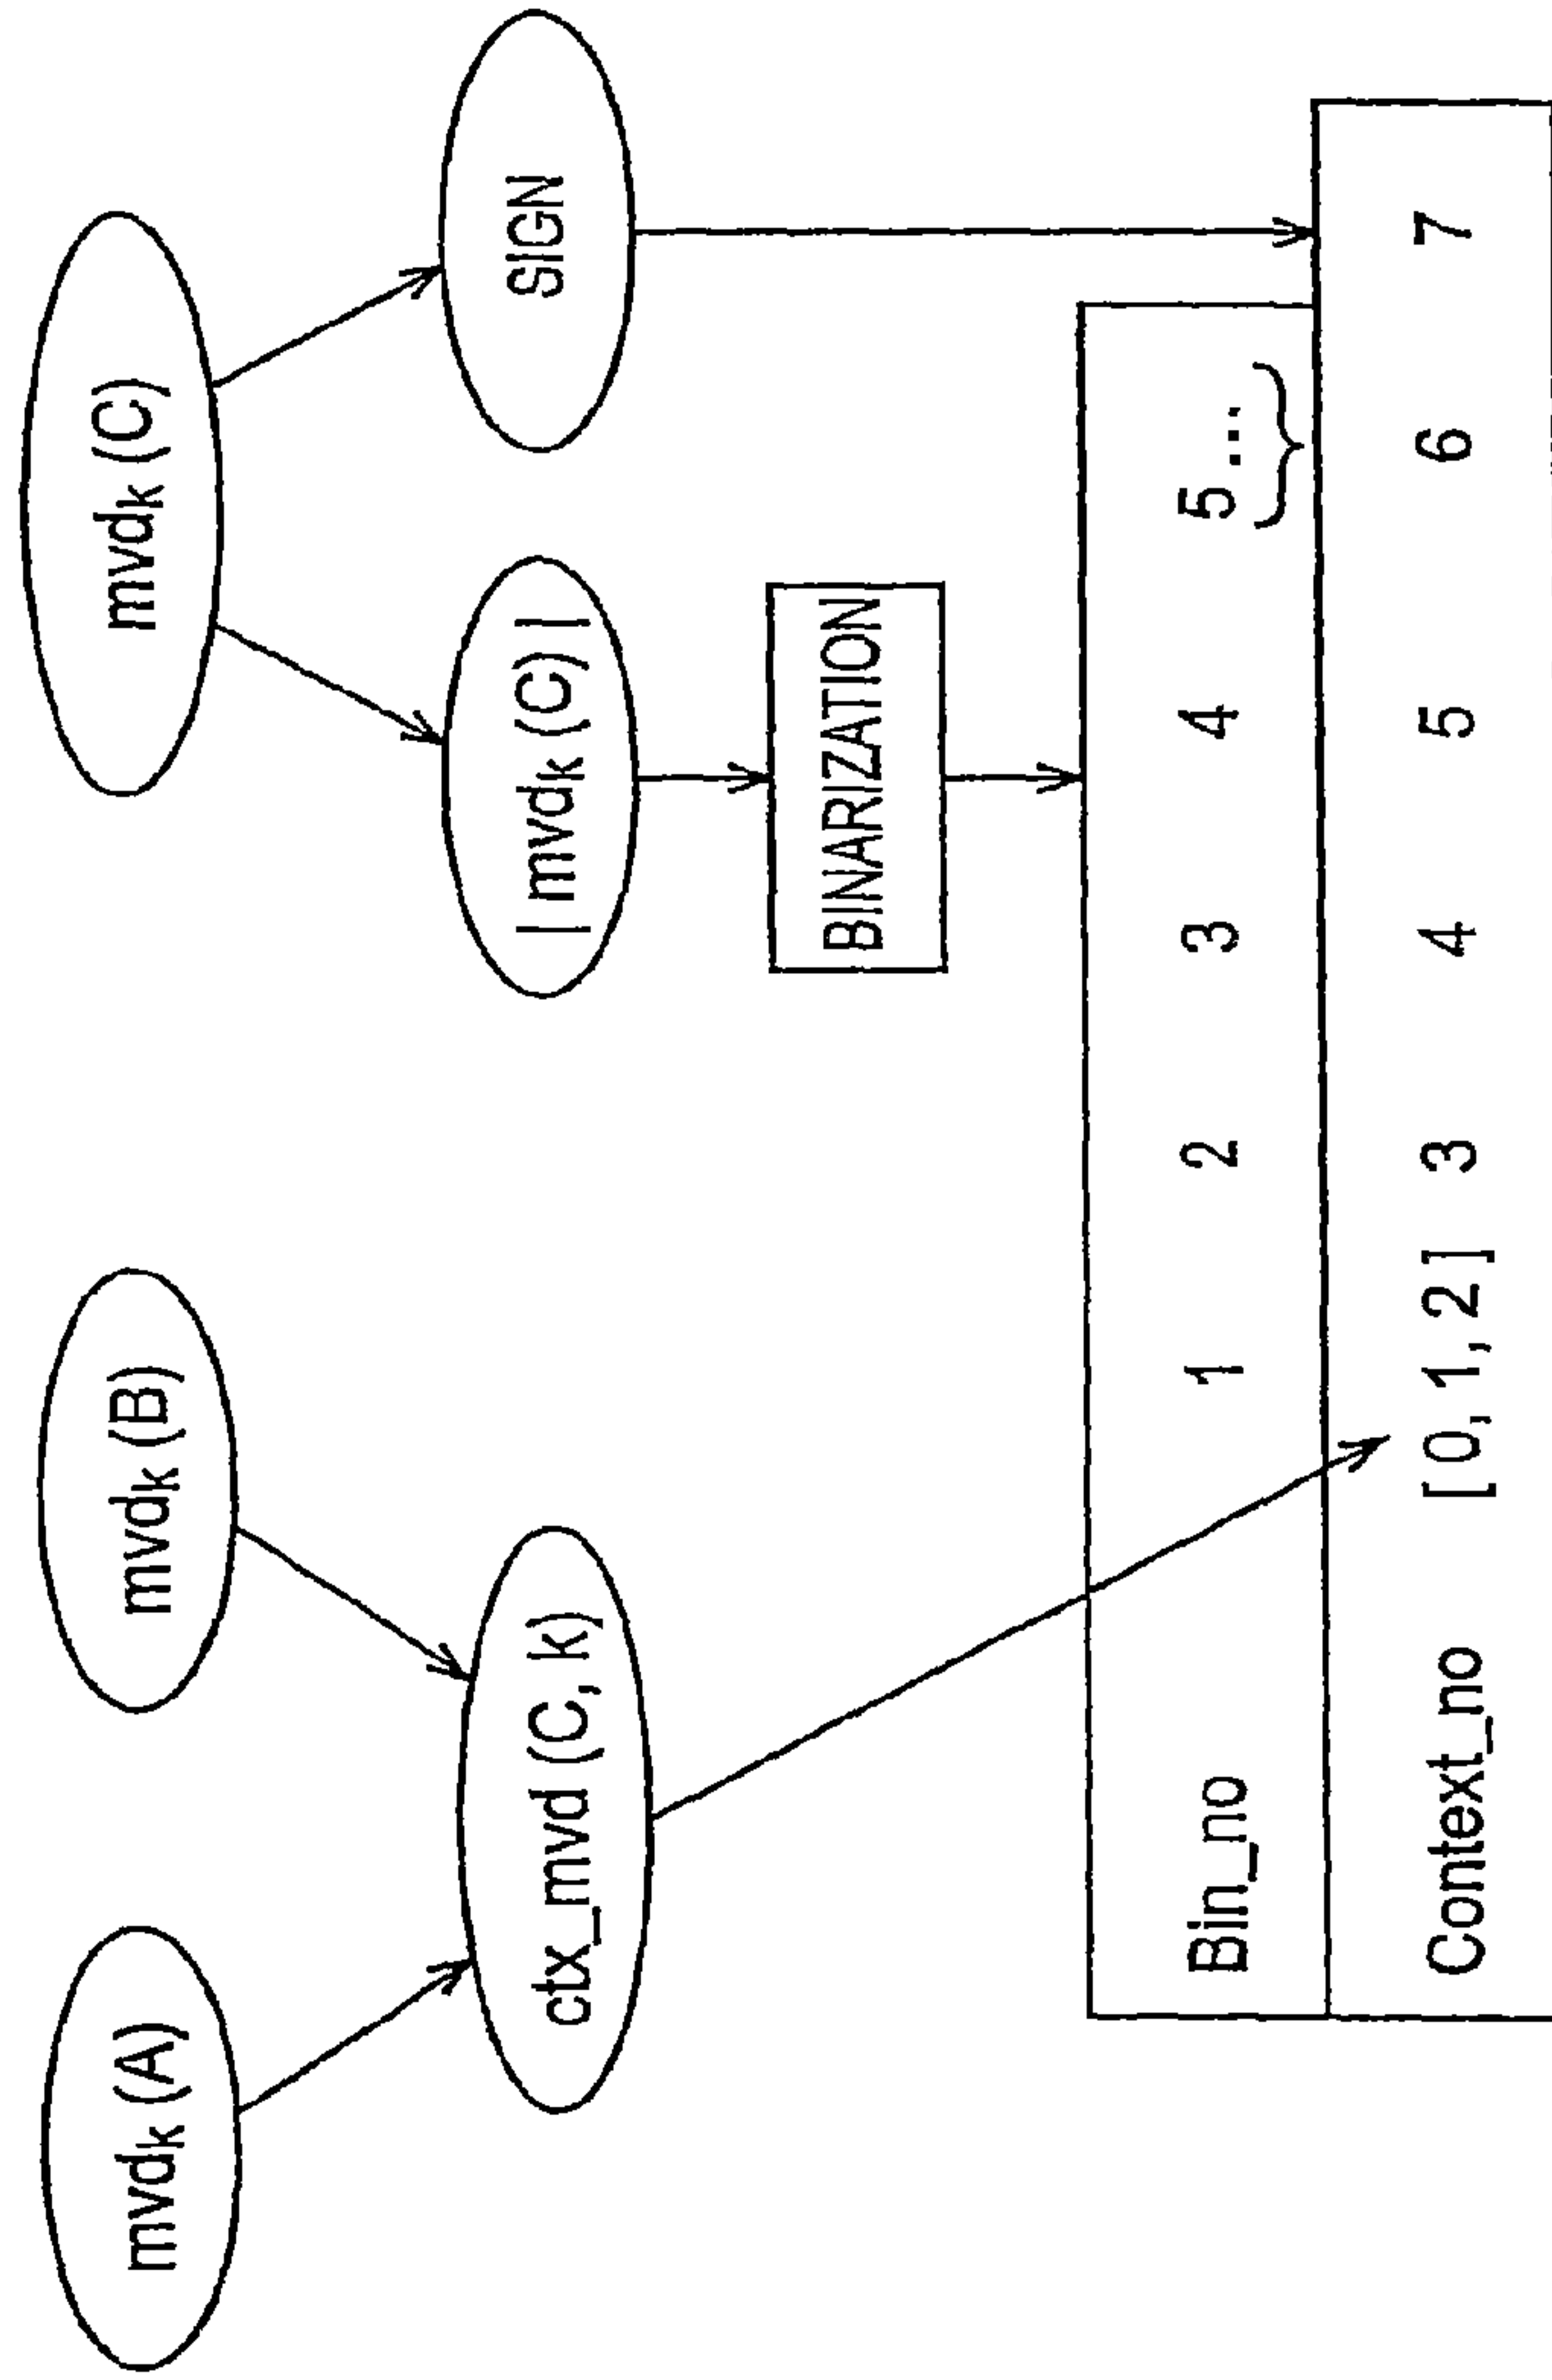 mvdk (A)
mvdk (B)
mvdk (C)
ctx_mvd (C, k)
| mvdk (C) |
SIGN
BINARIZATION
Bin_no 1 2 3 4 5...
Context_no [0, 1, 2] 3 4 5 6 7